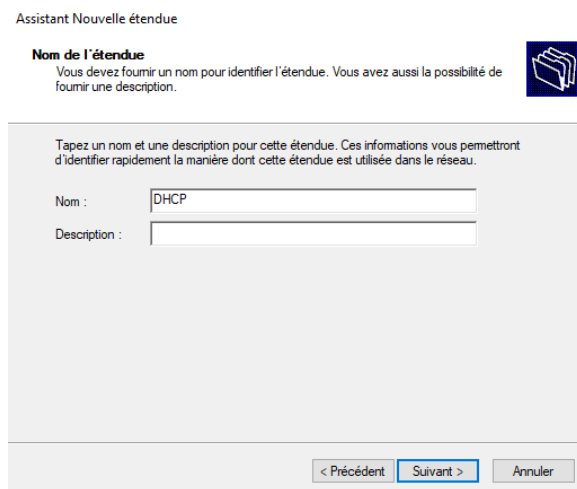 Assistant Nouvelle étendue
Nom de l'étendue
Vous devez fournir un nom pour identifier l'étendue. Vous avez aussi la possibilité de
fournir une description.
Tapez un nom et une description pour cette étendue. Ces informations vous permettront
d'identifier rapidement la manière dont cette étendue est utilisée dans le réseau.
Nom : DHCP
Description :
< Précédent Suivant > Annuler